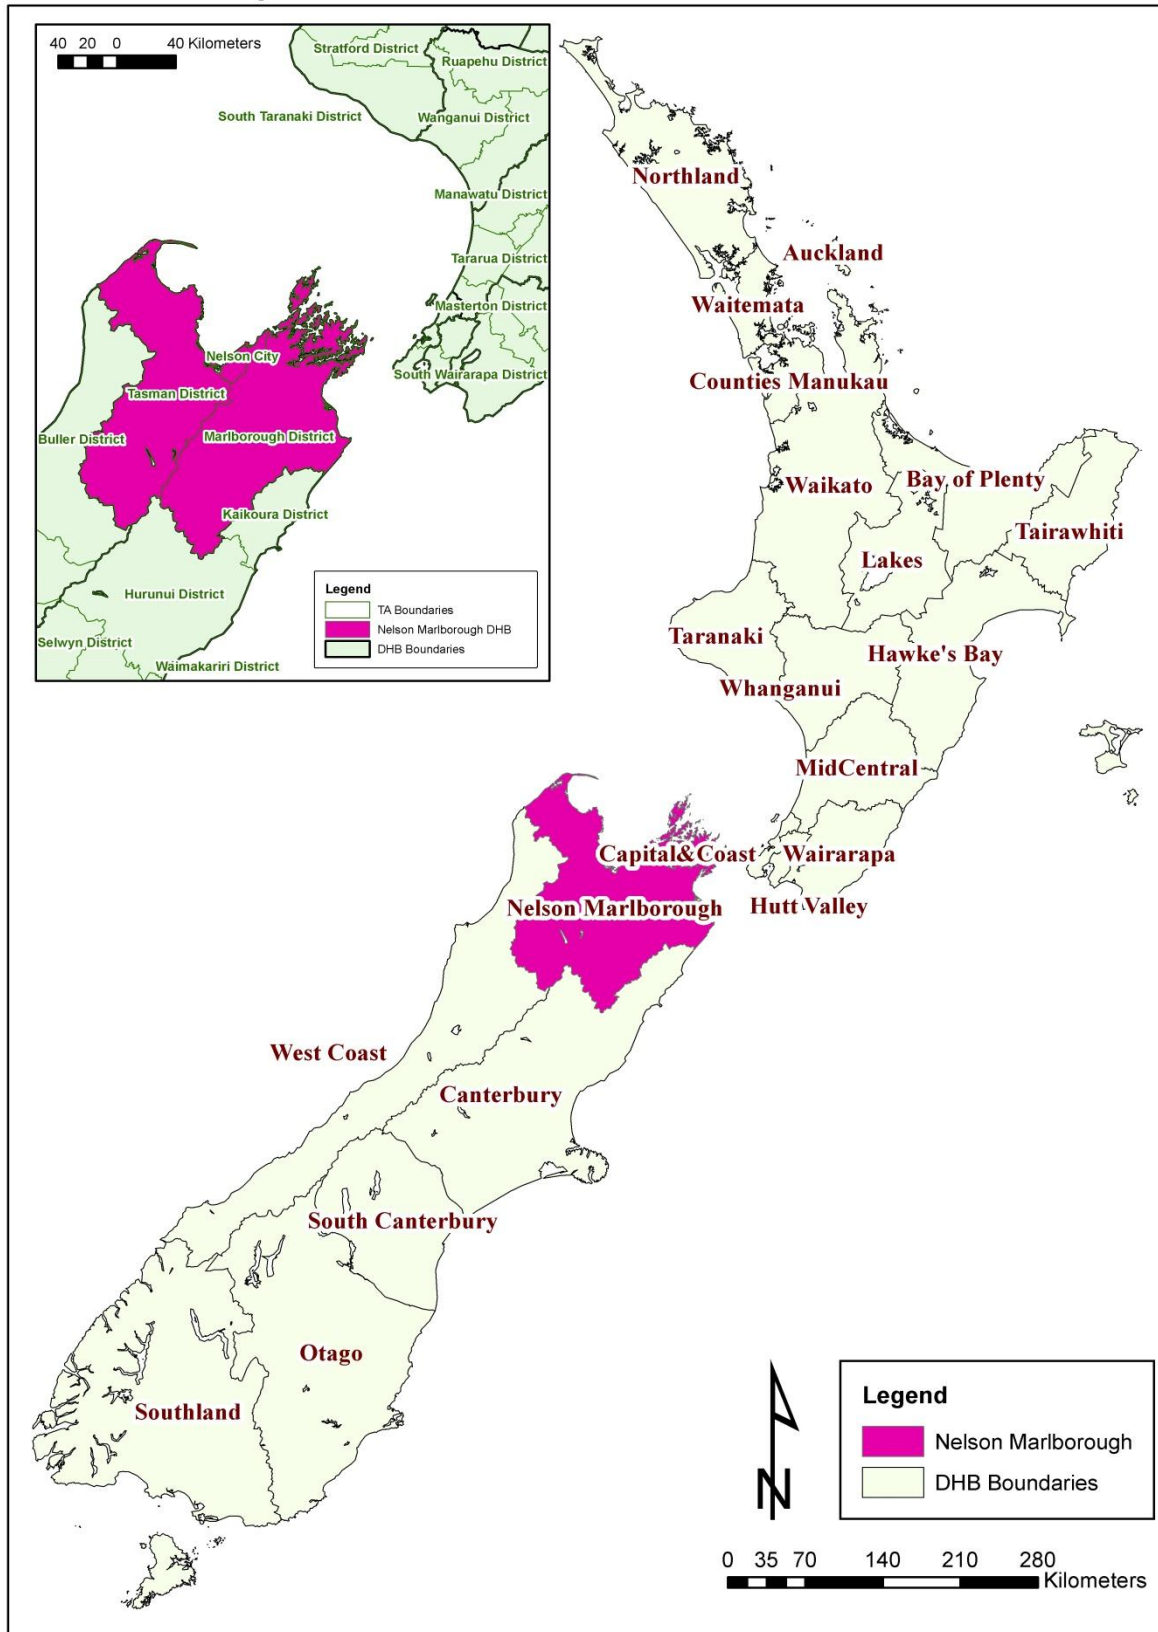 40 20 0 40 Kilometers
Stratford District
Ruapehu District
South Taranaki District
Wanganui District
Manawatu District
Tararua District
Masterton District
South Wairarapa District
Nelson City
Tasman District
Buller District
Marlborough District
Kaikoura District
Hurunui District
Selwyn District
Waimakariri District
Legend
TA Boundaries
Nelson Marlborough DHB
DHB Boundaries
Northland
Auckland
Waitemata
Counties Manukau
Waikato
Bay of Plenty
Tairawhiti
Lakes
Taranaki
Hawke's Bay
Whanganui
MidCentral
Capital&Coast
Wairarapa
Nelson Marlborough
Hutt Valley
West Coast
Canterbury
South Canterbury
Otago
Southland
N
Legend
Nelson Marlborough
DHB Boundaries
0 35 70 140 210 280
Kilometers